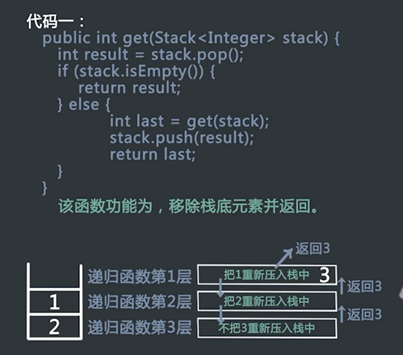 代码一：
public int get(Stack<Integer> stack) {
int result = stack.pop();
if (stack.isEmpty()) {
return result;
} else {
int last = get(stack);
stack.push(result);
return last;
}
}
该函数功能为，移除栈底元素并返回。
返回3
递归函数第1层 把1重新压入栈中 3
返回3
1 递归函数第2层 把2重新压入栈中
返回3
2 递归函数第3层 不把3重新压入栈中